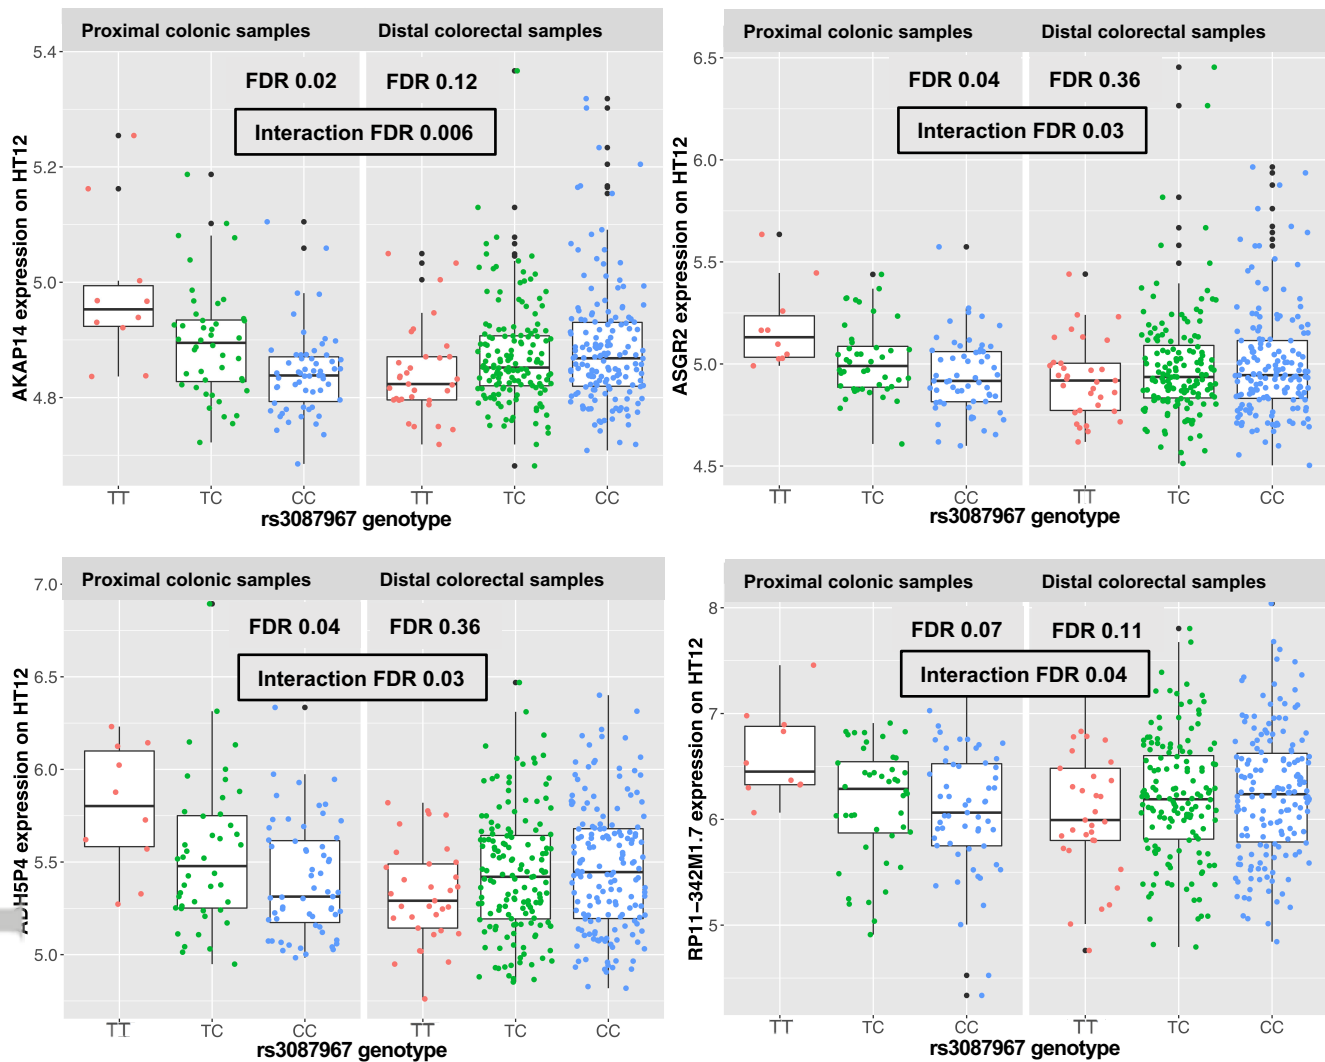 Proximal colonic samples Distal colorectal samples
FDR 0.02 FDR 0.12
Interaction FDR 0.006
5.4
5.2
5.0
4.8
AKAP14 expression on HT12
TT TC CC TT TC CC
rs3087967 genotype
Proximal colonic samples Distal colorectal samples
FDR 0.04 FDR 0.36
Interaction FDR 0.03
6.5
6.0
5.5
5.0
4.5
ASGR2 expression on HT12
TT TC CC TT TC CC
rs3087967 genotype
Proximal colonic samples Distal colorectal samples
FDR 0.04 FDR 0.36
Interaction FDR 0.03
7.0
6.5
6.0
5.5
5.0
ADH5P4 expression on HT12
TT TC CC TT TC CC
rs3087967 genotype
Proximal colonic samples Distal colorectal samples
FDR 0.07 FDR 0.11
Interaction FDR 0.04
8
7
6
5
RP11−342M1.7 expression on HT12
TT TC CC TT TC CC
rs3087967 genotype